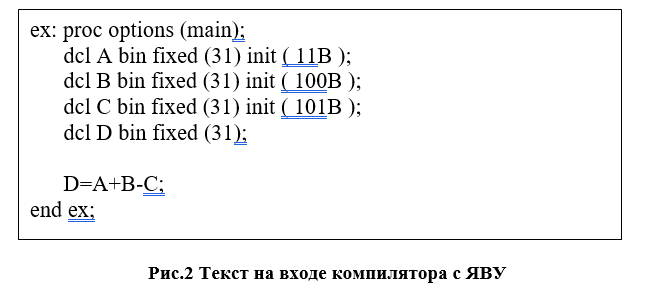 ex: proc options (main);
dcl A bin fixed (31) init ( 11B );
dcl B bin fixed (31) init ( 100B );
dcl C bin fixed (31) init ( 101B );
dcl D bin fixed (31);
D=A+B-C;
end ex;
Рис.2 Текст на входе компилятора с ЯВУ